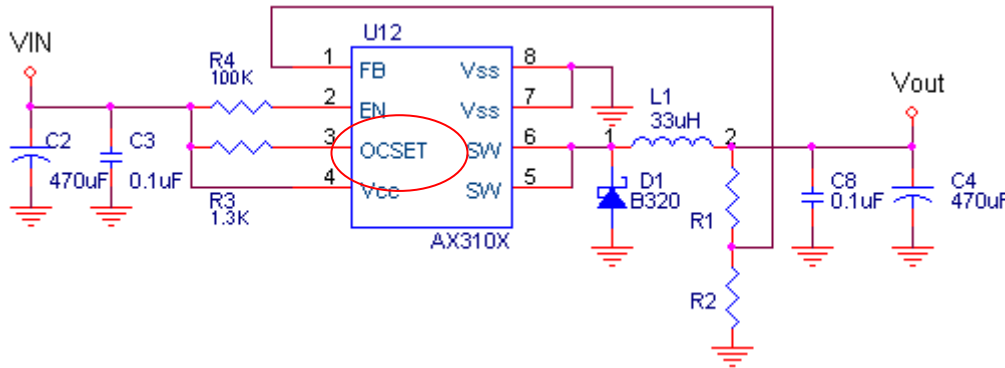 VIN
C2
470uF
C3
0.1uF
R4
100K
R3
1.3K
U12
1
FB
2
EN
3
OCSET
4
Vcc
8
Vss
7
Vss
6
SW
5
SW
AX310X
1
L1
33uH
2
D1
B320
R1
R2
C8
0.1uF
C4
470uF
Vout